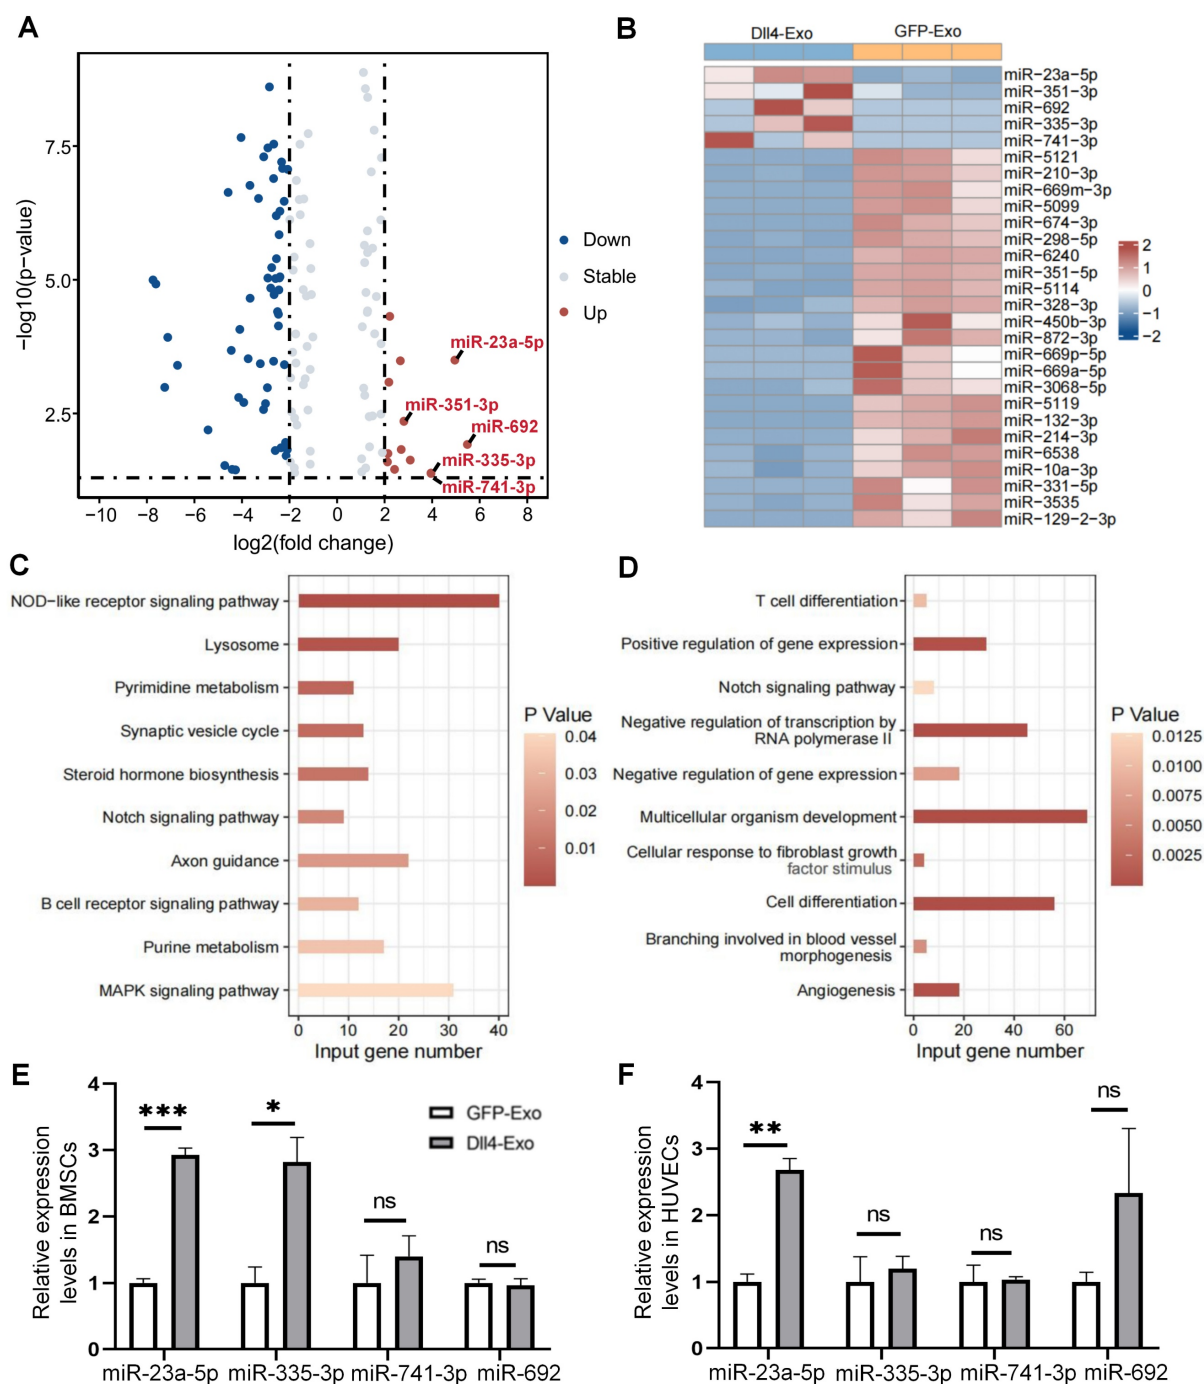 A
7.5
5.0
2.5
−log10(p−value)
−10
−8
−6
−4
−2
0
2
4
6
8
log2(fold change)
miR-23a-5p
miR-351-3p
miR-692
miR-335-3p
miR-741-3p
Down
Stable
Up
B
Dll4-Exo
GFP-Exo
miR−23a−5p
miR−351−3p
miR−692
miR−335−3p
miR−741−3p
miR−5121
miR−210−3p
miR−669m−3p
miR−5099
miR−674−3p
miR−298−5p
miR−6240
miR−351−5p
miR−5114
miR−328−3p
miR−450b−3p
miR−872−3p
miR−669p−5p
miR−669a−5p
miR−3068−5p
miR−5119
miR−132−3p
miR−214−3p
miR−6538
miR−10a−3p
miR−331−5p
miR−3535
miR−129−2−3p
2
1
0
−1
−2
C
NOD−like receptor signaling pathway
Lysosome
Pyrimidine metabolism
Synaptic vesicle cycle
Steroid hormone biosynthesis
Notch signaling pathway
Axon guidance
B cell receptor signaling pathway
Purine metabolism
MAPK signaling pathway
0
10
20
30
40
Input gene number
P Value
0.04
0.03
0.02
0.01
D
T cell differentiation
Positive regulation of gene expression
Notch signaling pathway
Negative regulation of transcription by
RNA polymerase II
Negative regulation of gene expression
Multicellular organism development
Cellular response to fibroblast growth
factor stimulus
Cell differentiation
Branching involved in blood vessel
morphogenesis
Angiogenesis
0
20
40
60
Input gene number
P Value
0.0125
0.0100
0.0075
0.0050
0.0025
E
Relative expression
levels in BMSCs
4
3
2
1
0
***
*
ns
ns
GFP-Exo
Dll4-Exo
miR-23a-5p
miR-335-3p
miR-741-3p
miR-692
F
Relative expression
levels in HUVECs
4
3
2
1
0
**
ns
ns
ns
miR-23a-5p
miR-335-3p
miR-741-3p
miR-692